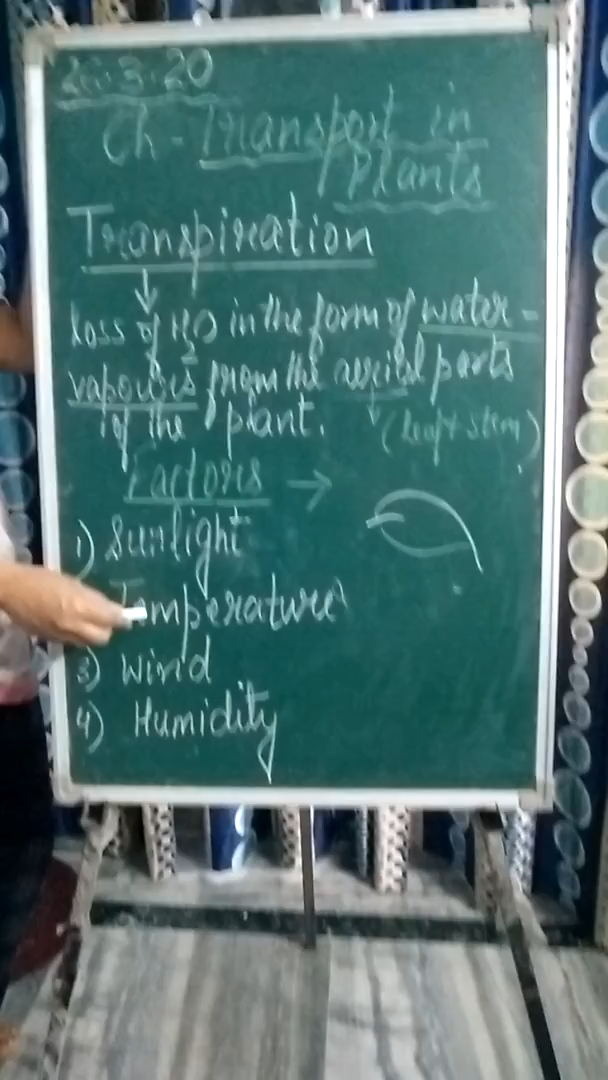 26.3.20
Ch - Transport in
Plants
Transpiration
↓
loss of H2O in the form of water-
vapours from the aerial parts
of the plant. (leaf + stem)
Factors →
1) Sunlight
Temperature
3) Wind
4) Humidity